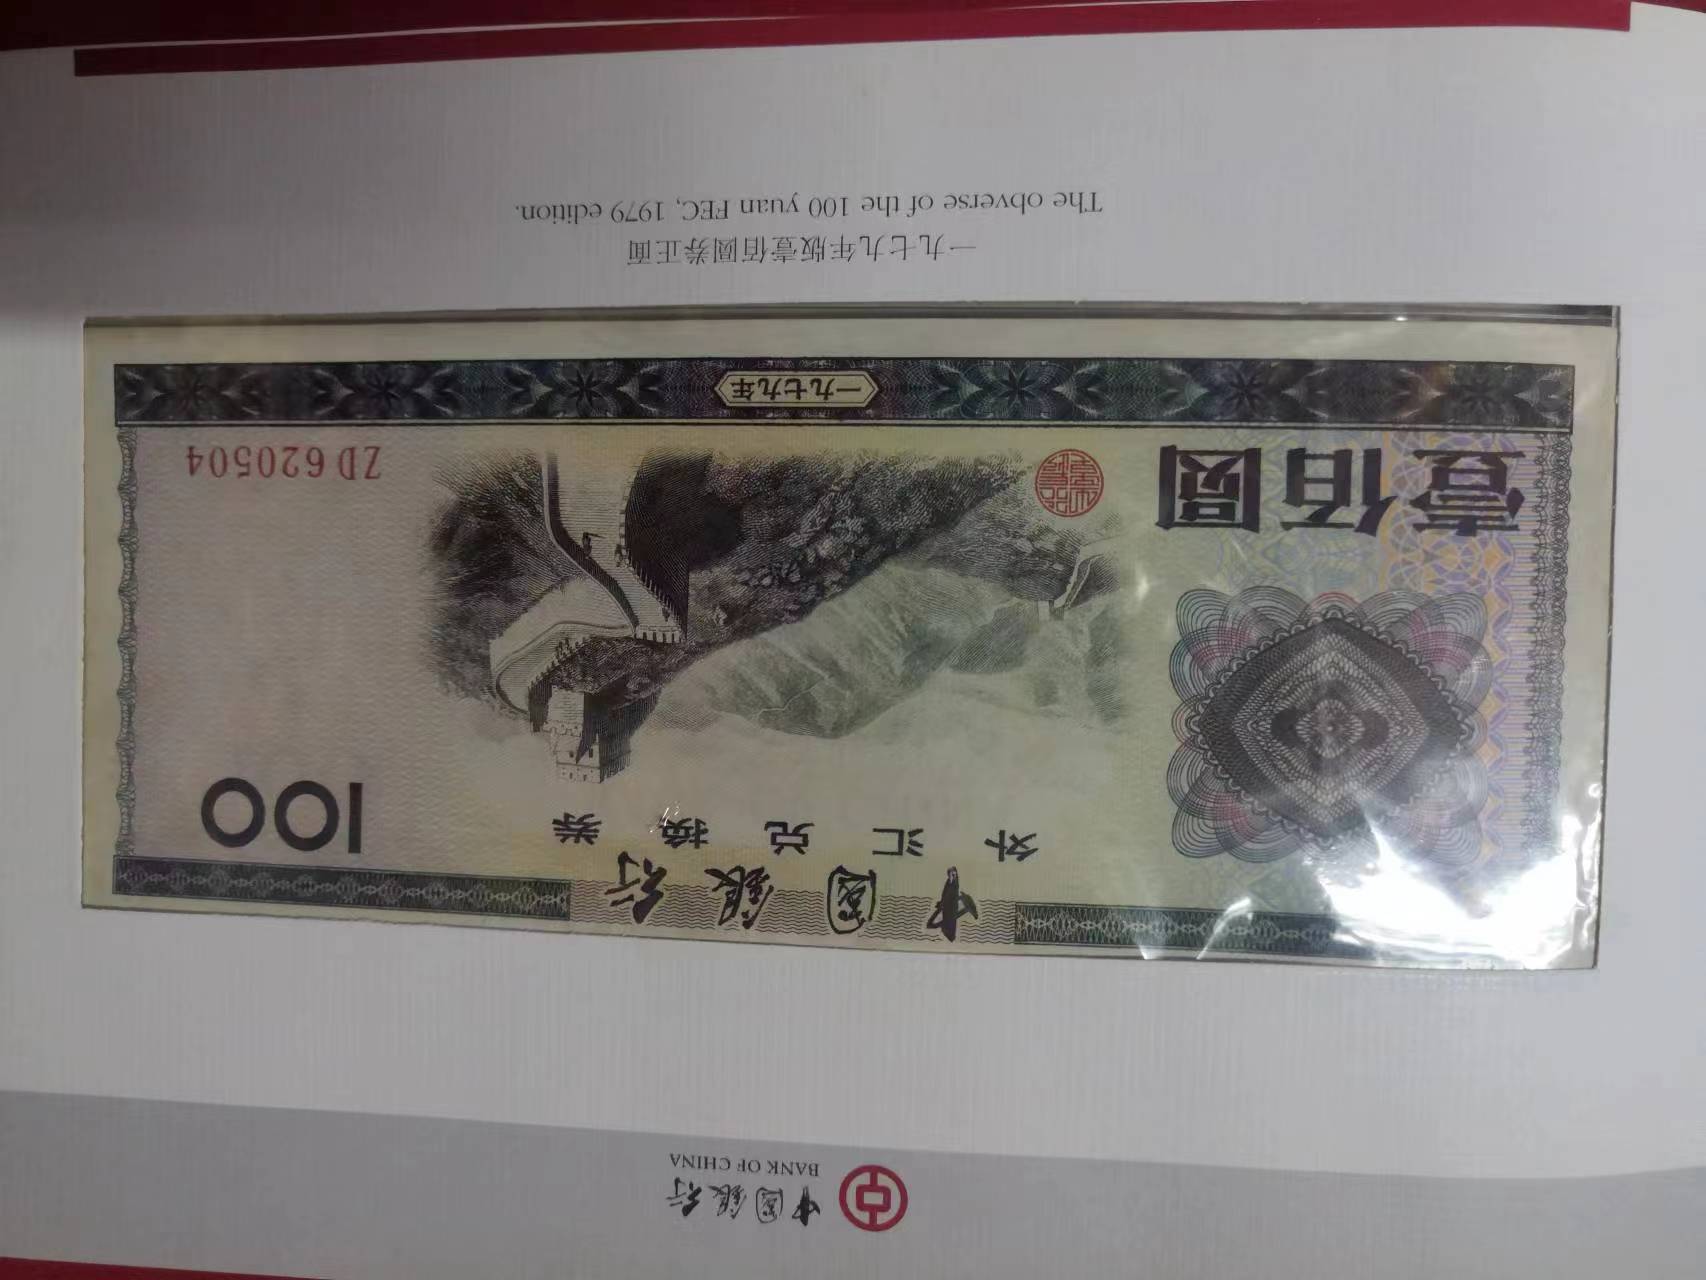 中國銀行
BANK OF CHINA
中國銀行
外汇兑换券
100
壹佰圓
ZD 620504
一九七九年
一九七九年版壹佰圆券正面
The obverse of the 100 yuan FEC, 1979 edition.